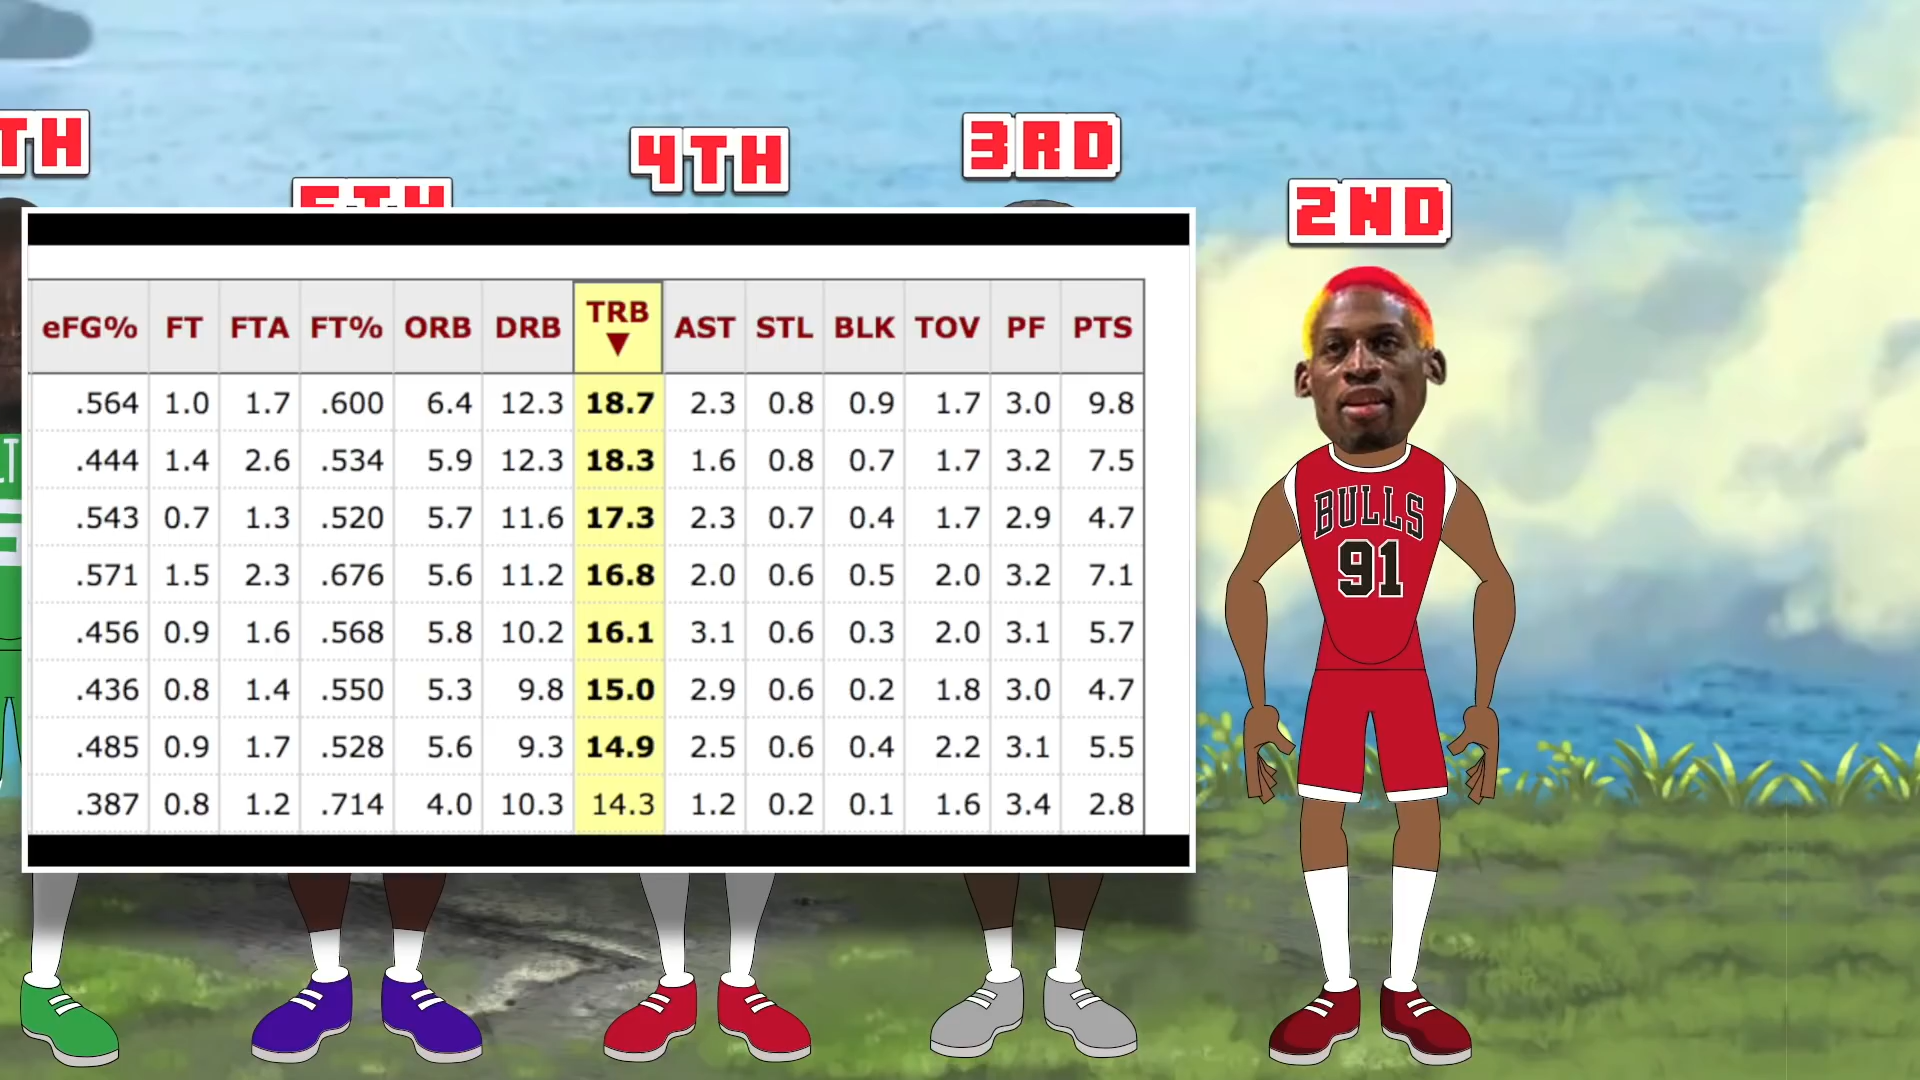 TH
5TH
4TH
3RD
2ND
eFG% FT FTA FT% ORB DRB TRB ▼ AST STL BLK TOV PF PTS
.564 1.0 1.7 .600 6.4 12.3 18.7 2.3 0.8 0.9 1.7 3.0 9.8
.444 1.4 2.6 .534 5.9 12.3 18.3 1.6 0.8 0.7 1.7 3.2 7.5
.543 0.7 1.3 .520 5.7 11.6 17.3 2.3 0.7 0.4 1.7 2.9 4.7
.571 1.5 2.3 .676 5.6 11.2 16.8 2.0 0.6 0.5 2.0 3.2 7.1
.456 0.9 1.6 .568 5.8 10.2 16.1 3.1 0.6 0.3 2.0 3.1 5.7
.436 0.8 1.4 .550 5.3 9.8 15.0 2.9 0.6 0.2 1.8 3.0 4.7
.485 0.9 1.7 .528 5.6 9.3 14.9 2.5 0.6 0.4 2.2 3.1 5.5
.387 0.8 1.2 .714 4.0 10.3 14.3 1.2 0.2 0.1 1.6 3.4 2.8
BULLS
91